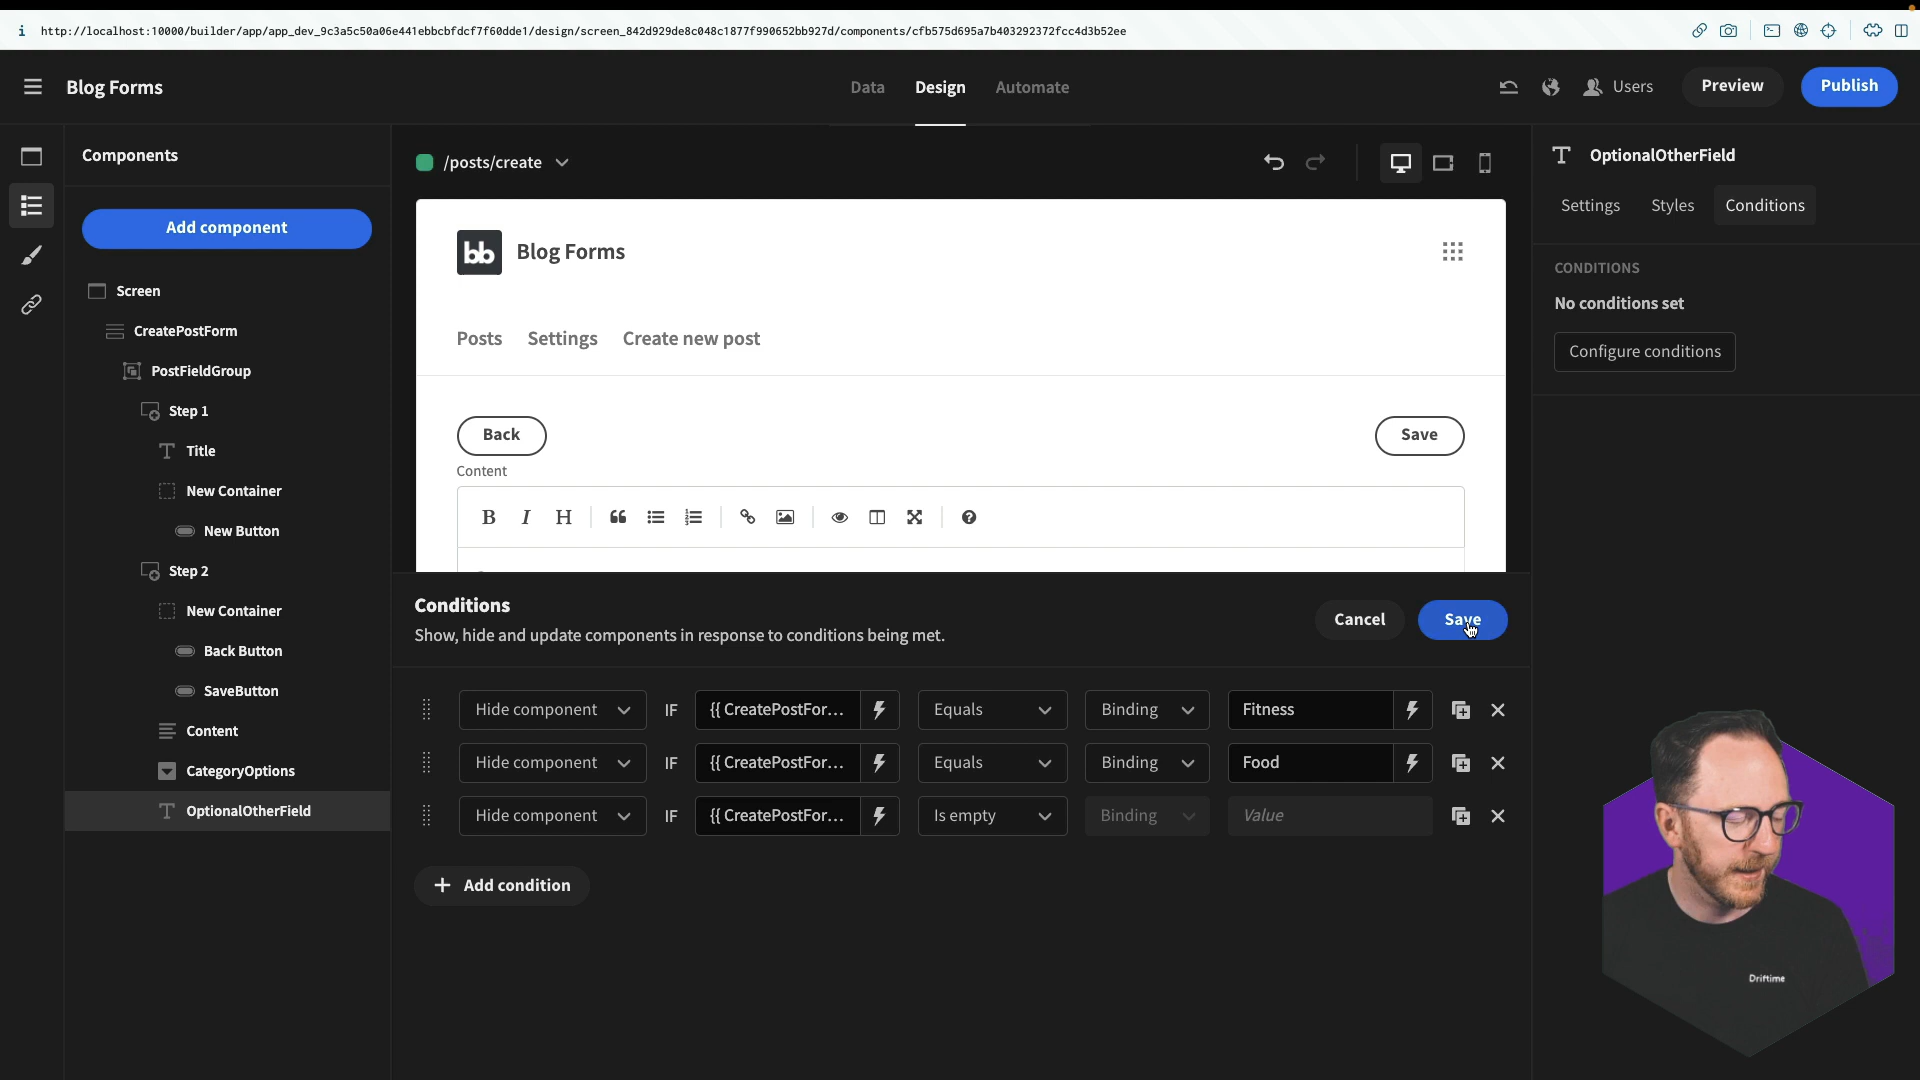 http://localhost:10000/builder/app/app_dev_9c3a5c50a06e441ebbcbfdcf7f60dde1/design/screen_842d929de8c048c1877f990652bb927d/components/cfb575d695a7b403292372fcc4d3b52ee
Blog Forms
Data
Design
Automate
Users
Preview
Publish
Components
Add component
Screen
CreatePostForm
PostFieldGroup
Step 1
Title
New Container
New Button
Step 2
New Container
Back Button
SaveButton
Content
CategoryOptions
OptionalOtherField
/posts/create
bb Blog Forms
Posts Settings Create new post
Back
Save
Content
B I H
Conditions
Show, hide and update components in response to conditions being met.
Cancel
Save
Hide component IF {{ CreatePostFor... Equals Binding Fitness
Hide component IF {{ CreatePostFor... Equals Binding Food
Hide component IF {{ CreatePostFor... Is empty Binding Value
Add condition
OptionalOtherField
Settings Styles Conditions
CONDITIONS
No conditions set
Configure conditions
Driftime